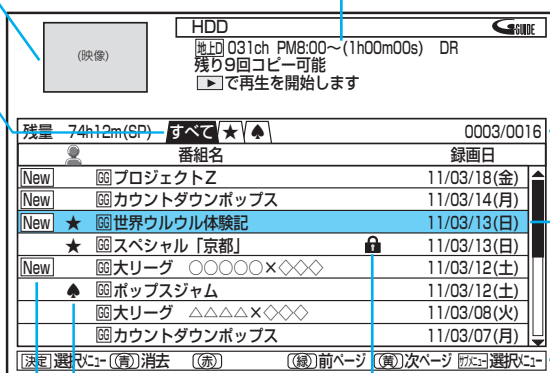 HDD
G-GUIDE
(映像)
地上D 031ch PM8:00～(1h00m00s) DR
残り9回コピー可能
▶で再生を開始します
残量 74h12m(SP) すべて ★ ♠ 0003/0016
番組名 録画日
New GGプロジェクトZ 11/03/18(金)
GGカウントダウンポップス 11/03/14(月)
New ★ GG世界ウルウル体験記 11/03/13(日)
★ GGスペシャル「京都」 11/03/13(日)
New GG大リーグ ○○○○○×◇◇◇ 11/03/12(土)
♠ GGポップスジャム 11/03/12(土)
GG大リーグ △△△△×◇◇◇ 11/03/08(火)
GGカウントダウンポップス 11/03/07(月)
決定 選択メニュー (青)消去 (赤) (緑)前ページ (黄)次ページ サブメニュー 選択メニュー